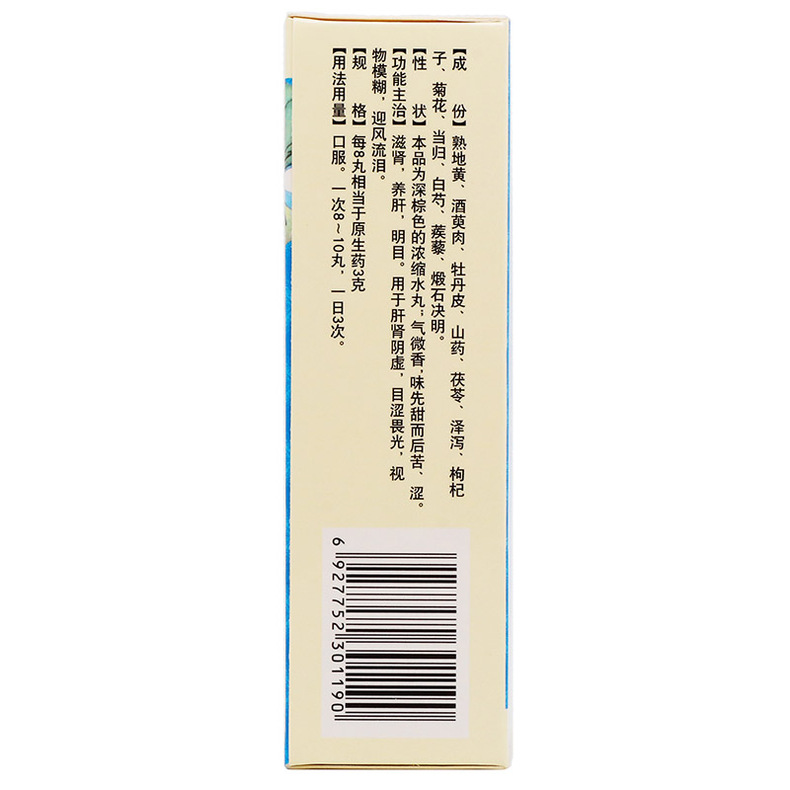 【成　份】熟地黄、酒萸肉、牡丹皮、山药、茯苓、泽泻、枸杞
子、菊花、当归、白芍、蒺藜、煅石决明。
【性　状】本品为深棕色的浓缩水丸；气微香，味先甜而后苦、涩。
【功能主治】滋肾，养肝，明目。用于肝肾阴虚，目涩畏光，视
物模糊，迎风流泪。
【规　格】每8丸相当于原生药3克
【用法用量】口服。一次8～10丸，一日3次。
6927752301190